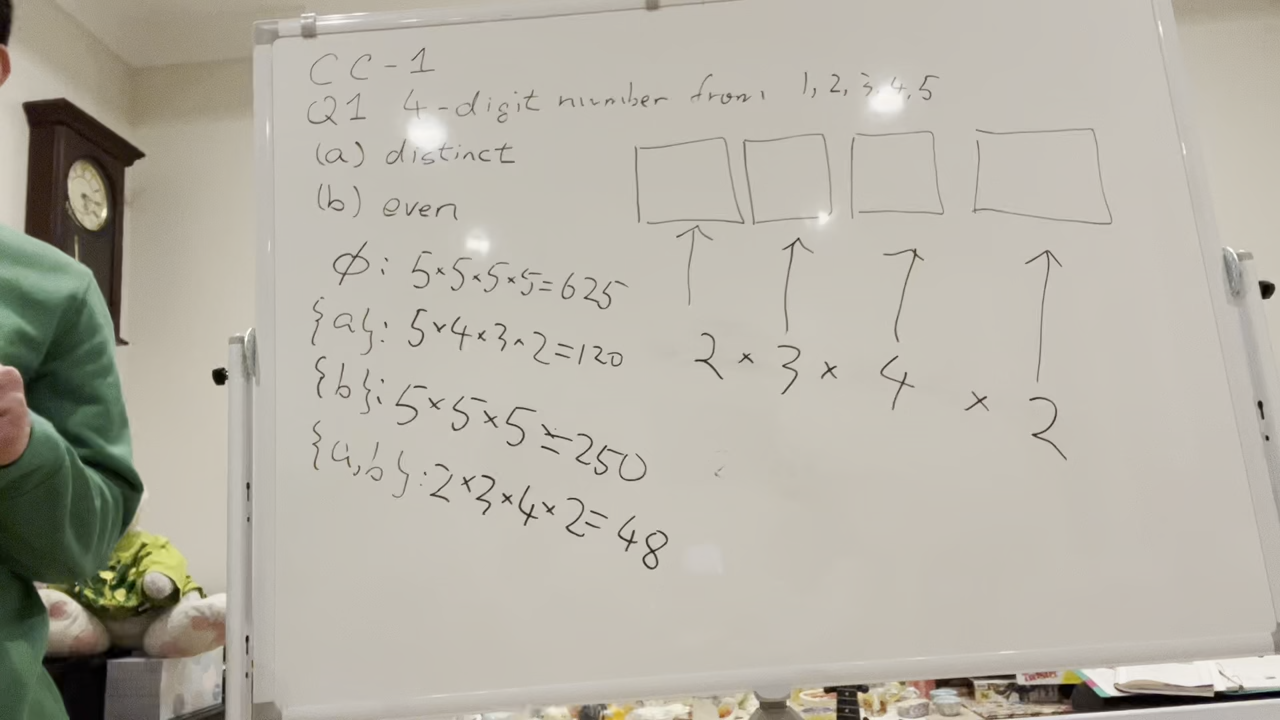 CC-1
Q1 4-digit number from 1, 2, 3, 4, 5
(a) distinct
(b) even
∅: 5×5×5×5=625
{a}: 5×4×3×2=120
{b}: 5×5×5×=250
{a,b}: 2×3×4×2=48
2 × 3 × 4 × 2